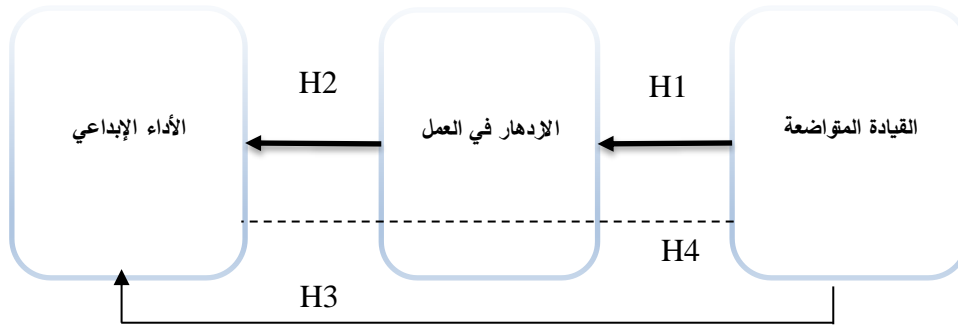 القيادة المتواضعة
H1
الازدهار في العمل
H2
الأداء الإبداعي
H4
H3